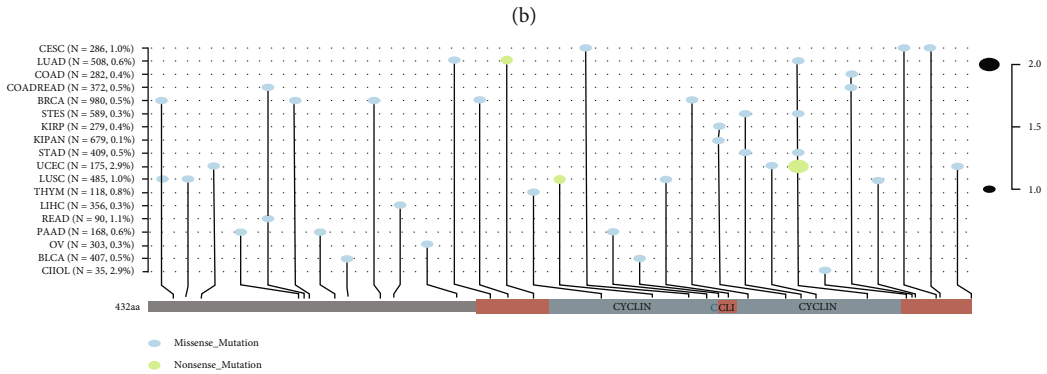 (b)
CESC (N = 286, 1.0%)
LUAD (N = 508, 0.6%)
COAD (N = 282, 0.4%)
COADREAD (N = 372, 0.5%)
BRCA (N = 980, 0.5%)
STES (N = 589, 0.3%)
KIRP (N = 279, 0.4%)
KIPAN (N = 679, 0.1%)
STAD (N = 409, 0.5%)
UCEC (N = 175, 2.9%)
LUSC (N = 485, 1.0%)
THYM (N = 118, 0.8%)
LIHC (N = 356, 0.3%)
READ (N = 90, 1.1%)
PAAD (N = 168, 0.6%)
OV (N = 303, 0.3%)
BLCA (N = 407, 0.5%)
CIIOL (N = 35, 2.9%)
2.0
1.5
1.0
432aa
CYCLIN
CCLI
CYCLIN
Missense_Mutation
Nonsense_Mutation